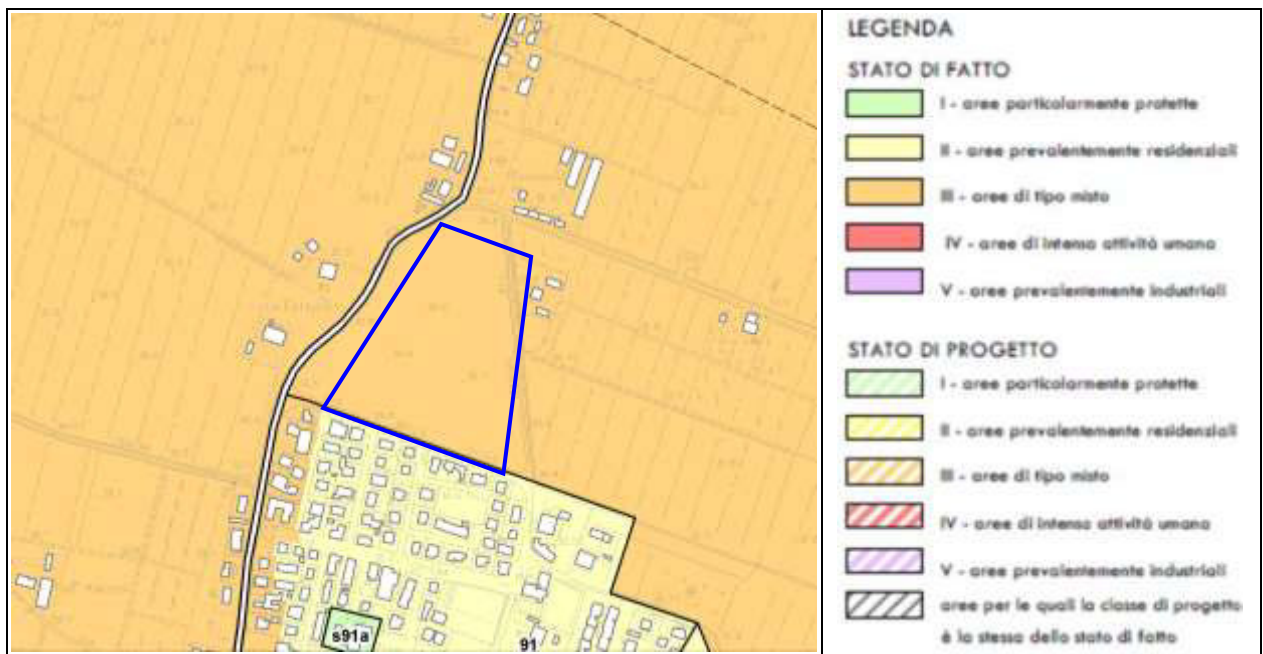 s91a
91
LEGENDA
STATO DI FATTO
I - aree particolarmente protette
II - aree prevalentemente residenziali
III - aree di tipo misto
IV - aree di intensa attività umana
V - aree prevalentemente industriali
STATO DI PROGETTO
I - aree particolarmente protette
II - aree prevalentemente residenziali
III - aree di tipo misto
IV - aree di intensa attività umana
V - aree prevalentemente industriali
aree per le quali la classe di progetto
è la stessa dello stato di fatto